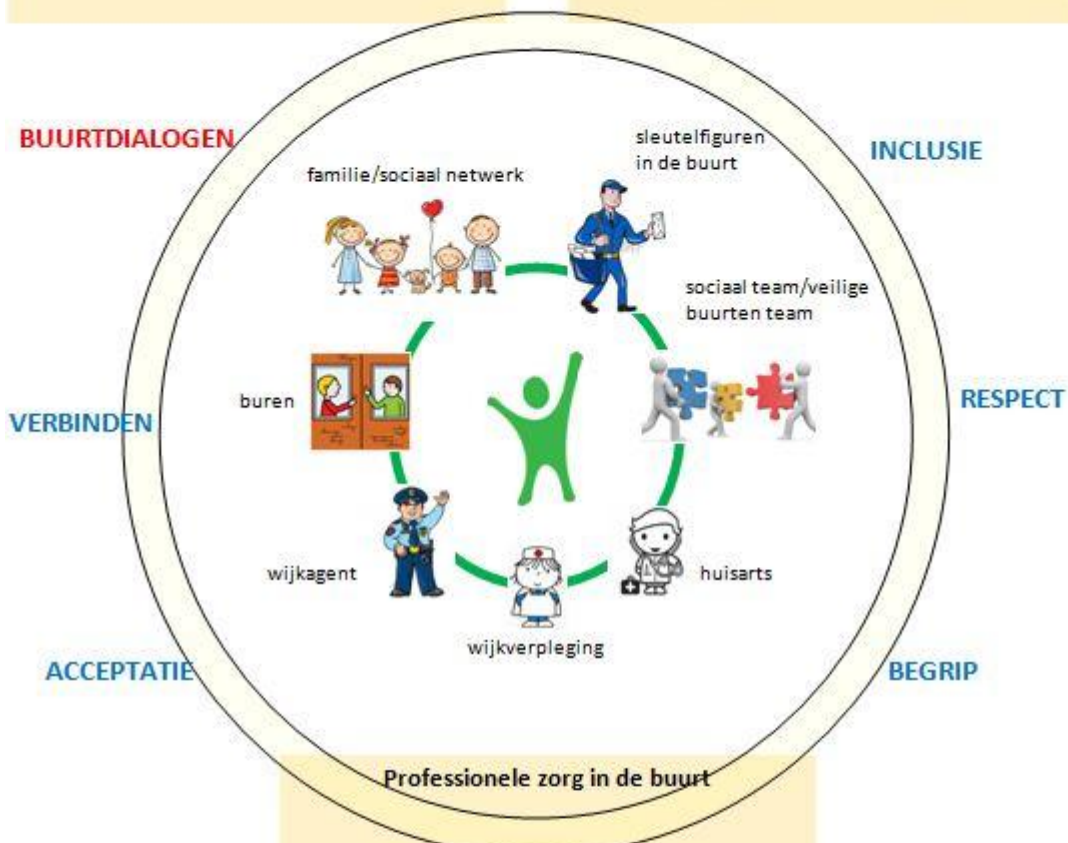 BUURTDIALOGEN
INCLUSIE
sleutelfiguren
in de buurt
familie/sociaal netwerk
sociaal team/veilige
buurten team
buren
VERBINDEN
RESPECT
wijkagent
huisarts
wijkverpleging
ACCEPTATIE
BEGRIP
Professionele zorg in de buurt